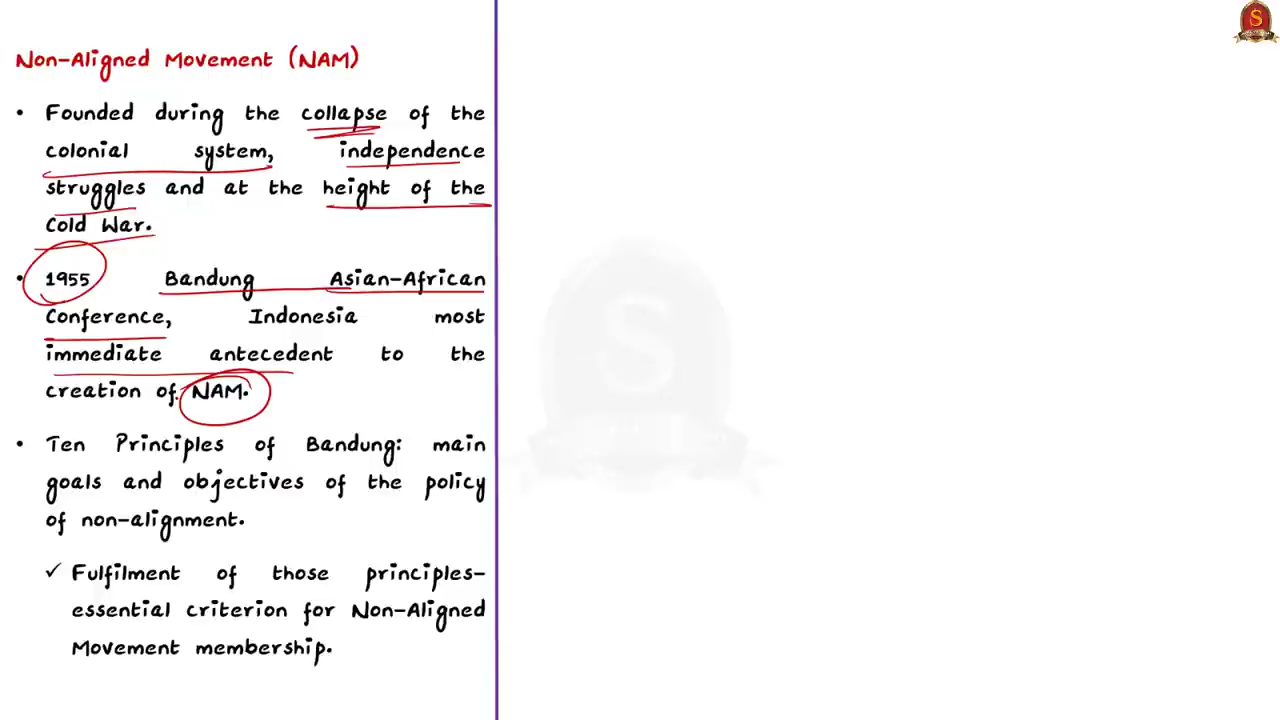 Non-Aligned Movement (NAM)
• Founded during the collapse of the
colonial system, independence
struggles and at the height of the
Cold War.
• 1955 Bandung Asian-African
Conference, Indonesia most
immediate antecedent to the
creation of NAM.
• Ten Principles of Bandung: main
goals and objectives of the policy
of non-alignment.
✓ Fulfilment of those principles-
essential criterion for Non-Aligned
Movement membership.
S
S